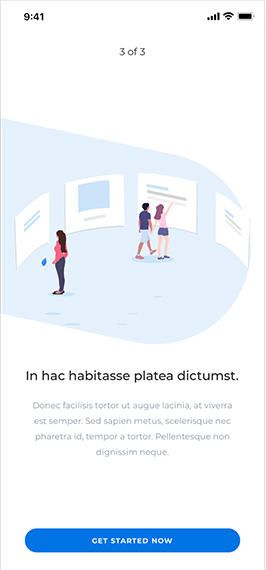 9:41
3 of 3
In hac habitasse platea dictumst.
Donec facilisis tortor ut augue lacinia, at viverra
est semper. Sed sapien metus, scelerisque nec
pharetra id, tempor a tortor. Pellentesque non
dignissim neque.
GET STARTED NOW